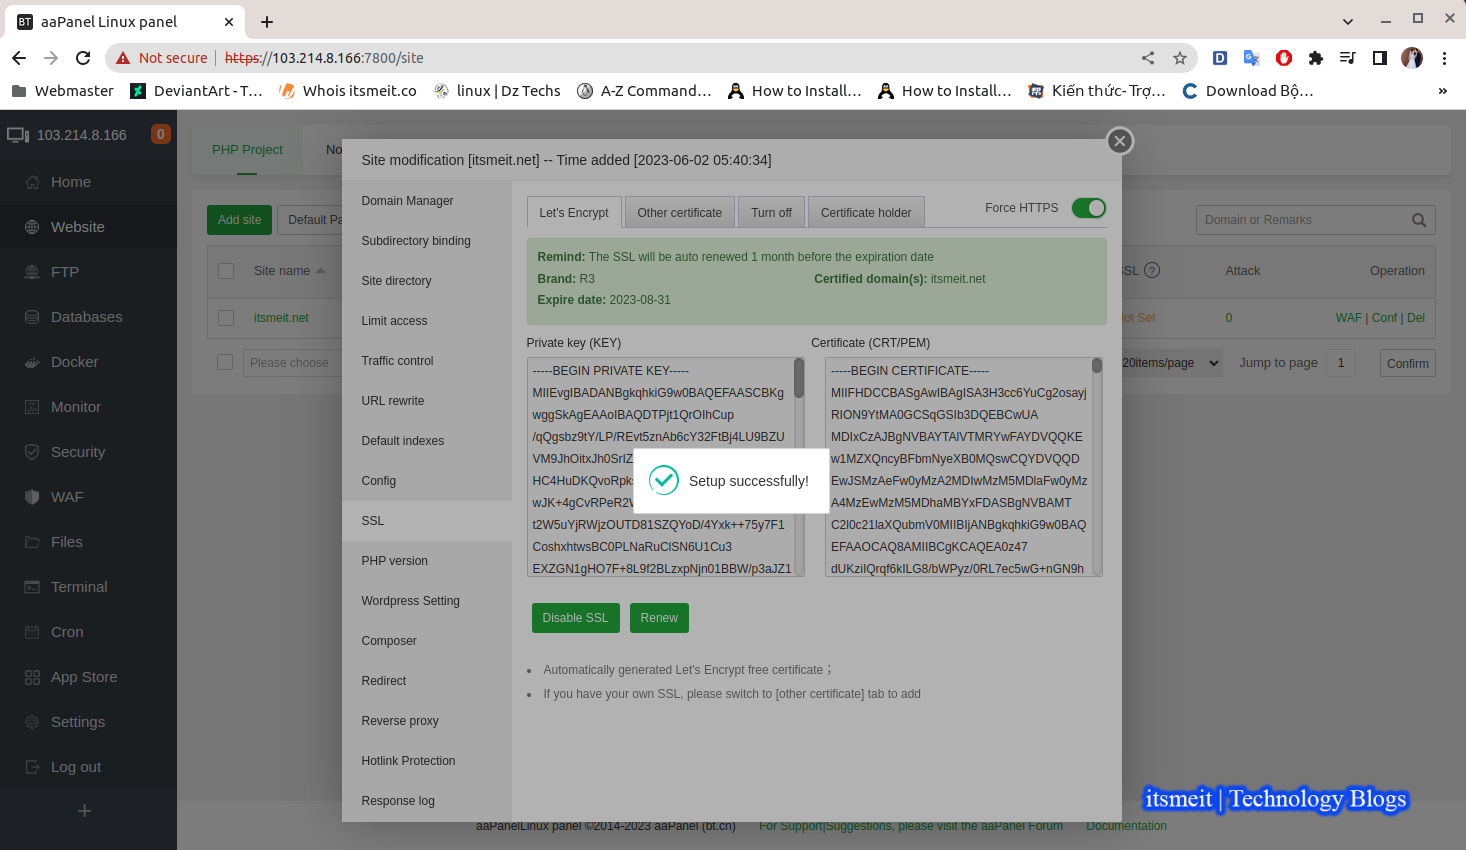 aaPanel Linux panel
Not secure | https://103.214.8.166:7800/site
Webmaster DeviantArt - T... Whois itsmeit.co linux | Dz Techs A-Z Command... How to Install... How to Install... Kiến thức- Trợ... Download Bộ... »
103.214.8.166 0
Home
Website
FTP
Databases
Docker
Monitor
Security
WAF
Files
Terminal
Cron
App Store
Settings
Log out
PHP Project No
Add site Default Pa
Domain or Remarks
Site name SL ? Attack Operation
itsmeit.net ot Set 0 WAF | Conf | Del
Please choose 20items/page Jump to page 1 Confirm
Site modification [itsmeit.net] -- Time added [2023-06-02 05:40:34]
Domain Manager
Subdirectory binding
Site directory
Limit access
Traffic control
URL rewrite
Default indexes
Config
SSL
PHP version
Wordpress Setting
Composer
Redirect
Reverse proxy
Hotlink Protection
Response log
Let's Encrypt Other certificate Turn off Certificate holder Force HTTPS
Remind: The SSL will be auto renewed 1 month before the expiration date
Brand: R3 Certified domain(s): itsmeit.net
Expire date: 2023-08-31
Private key (KEY) Certificate (CRT/PEM)
-----BEGIN PRIVATE KEY-----
MIIEvgIBADANBgkqhkiG9w0BAQEFAASCBKg
wggSkAgEAAoIBAQDTPjt1QrOIhCup
/qQgsbz9tY/LP/REvt5znAb6cY32FtBj4LU9BZU
VM9JhOitxJh0SrIZ
HC4HuDKQvoRpks
wJK+4gCvRPeR2W
t2W5uYjRWjzOUTD81SZQYoD/4Yxk++75y7F1
CoshxhtwsBC0PLNaRuClSN6U1Cu3
EXZGN1gHO7F+8L9f2BLzxpNjn01BBW/p3aJZ1
-----BEGIN CERTIFICATE-----
MIIFHDCCBASgAwIBAgISA3H3cc6YuCg2osayj
RION9YtMA0GCSqGSIb3DQEBCwUA
MDIxCzAJBgNVBAYTAlVTMRYwFAYDVQQKE
w1MZXQncyBFbmNyeXB0MQswCQYDVQQD
EwJSMzAeFw0yMzA2MDIwMzM5MDlaFw0yMz
A4MzEwMzM5MDhaMBYxFDASBgNVBAMT
C2l0c21laXQubmV0MIIBIjANBgkqhkiG9w0BAQ
EFAAOCAQ8AMIIBCgKCAQEA0z47
dUKziIQrqf6kILG8/bWPyz/0RL7ec5wG+nGN9h
Setup successfully!
Disable SSL Renew
Automatically generated Let's Encrypt free certificate；
If you have your own SSL, please switch to [other certificate] tab to add
itsmeit | Technology Blogs
aaPanelLinux panel ©2014-2023 aaPanel (bt.cn) For Support|Suggestions, please visit the aaPanel Forum Documentation